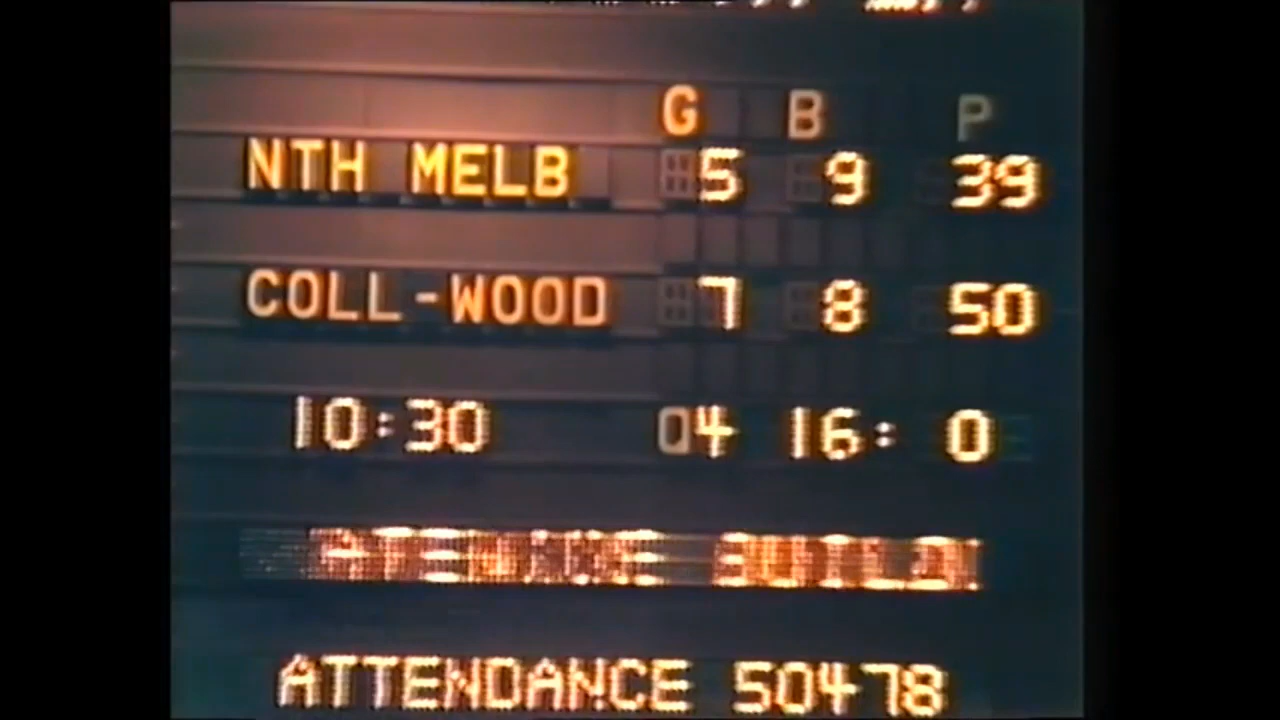 G B P
NTH MELB 5 9 39
COLL-WOOD 7 8 50
10:30 Q4 16: 0
ATTENDANCE 50478